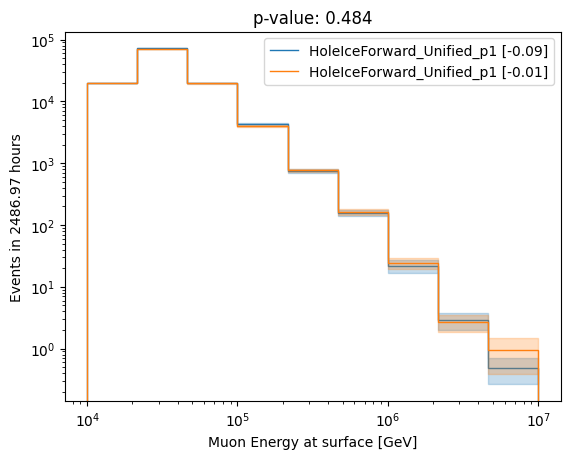 p-value: 0.484
HoleIceForward_Unified_p1 [-0.09]
HoleIceForward_Unified_p1 [-0.01]
Events in 2486.97 hours
10⁵
10⁴
10³
10²
10¹
10⁰
10⁴ 10⁵ 10⁶ 10⁷
Muon Energy at surface [GeV]